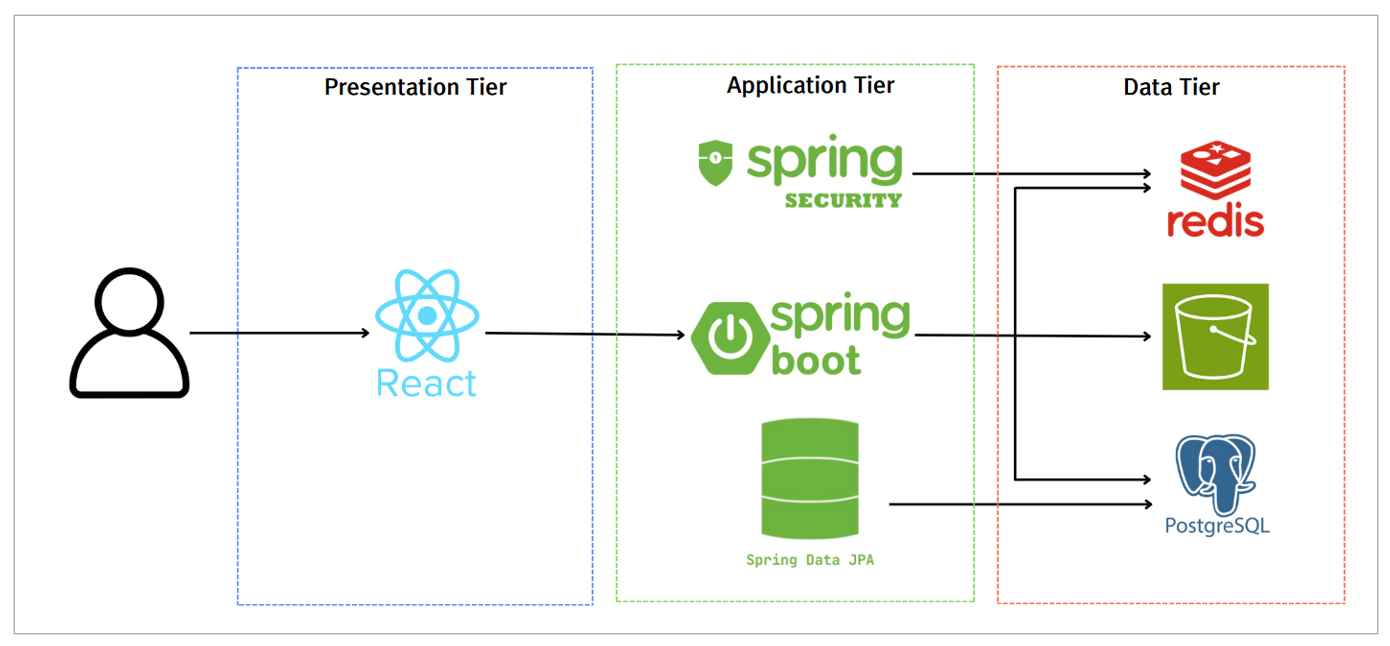 Presentation Tier
Application Tier
Data Tier
spring
SECURITY
redis
React
spring
boot
Spring Data JPA
PostgreSQL